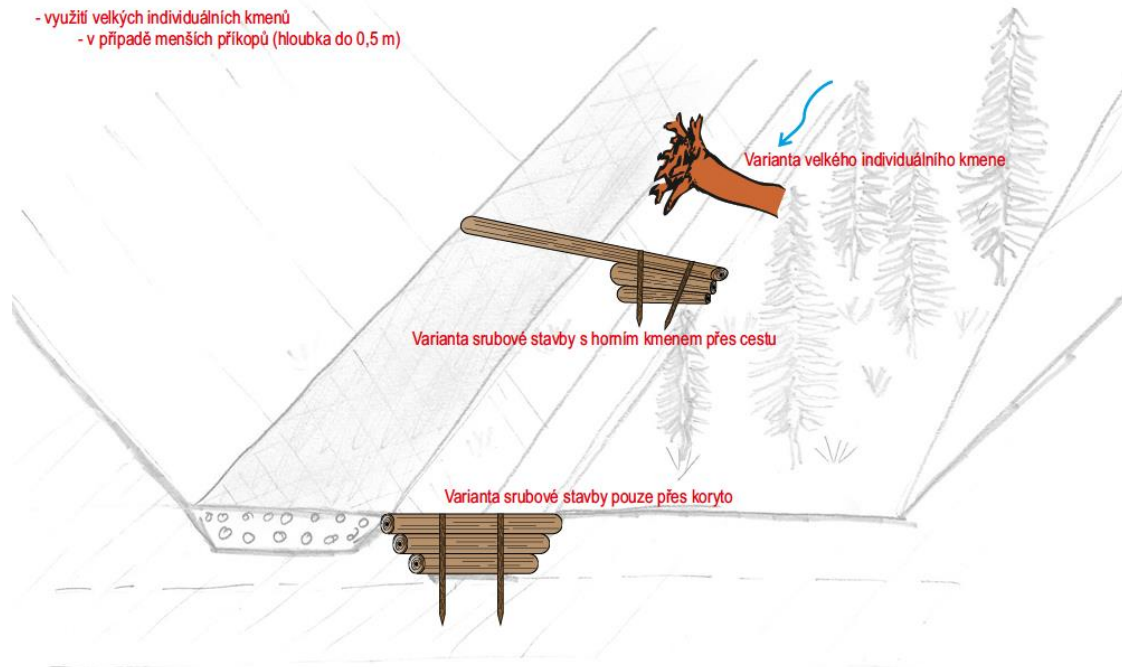 - využití velkých individuálních kmenů
- v případě menších příkopů (hloubka do 0,5 m)
Varianta velkého individuálního kmene
Varianta srubové stavby s horním kmenem přes cestu
Varianta srubové stavby pouze přes koryto